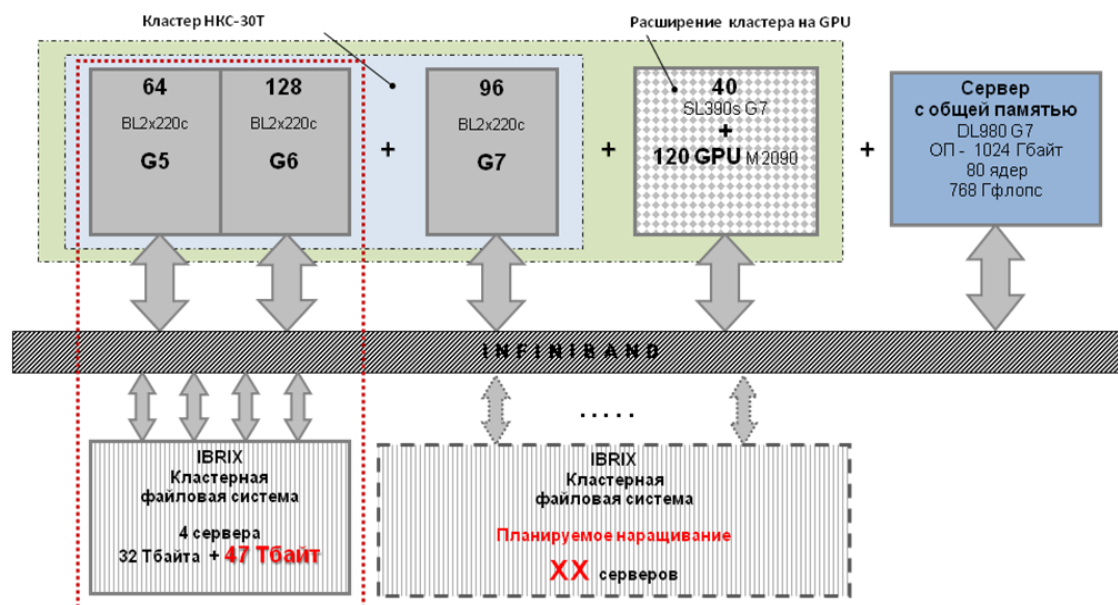 Кластер НКС-30Т
Расширение кластера на GPU
64
BL2x220c
G5
128
BL2x220c
G6
+
96
BL2x220c
G7
+
40
SL390s G7
+
120 GPU M2090
+
Сервер
с общей памятью
DL980 G7
ОП - 1024 Гбайт
80 ядер
768 Гфлопс
INFINIBAND
IBRIX
Кластерная
файловая система
4 сервера
32 Тбайта + 47 Тбайт
.....
IBRIX
Кластерная
файловая система
Планируемое наращивание
XX серверов